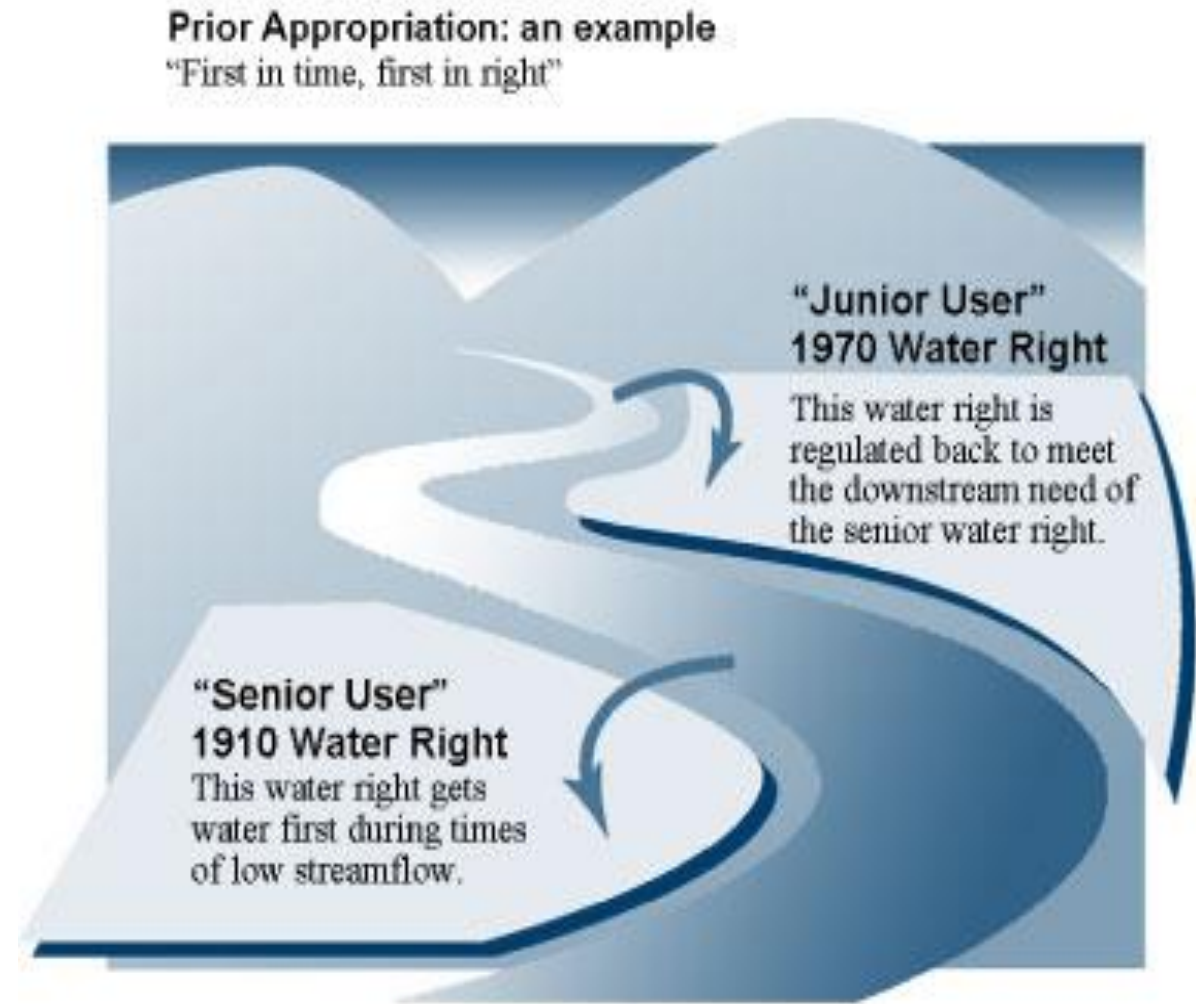 Prior Appropriation: an example
“First in time, first in right”
“Junior User”
1970 Water Right
This water right is
regulated back to meet
the downstream need of
the senior water right.
“Senior User”
1910 Water Right
This water right gets
water first during times
of low streamflow.